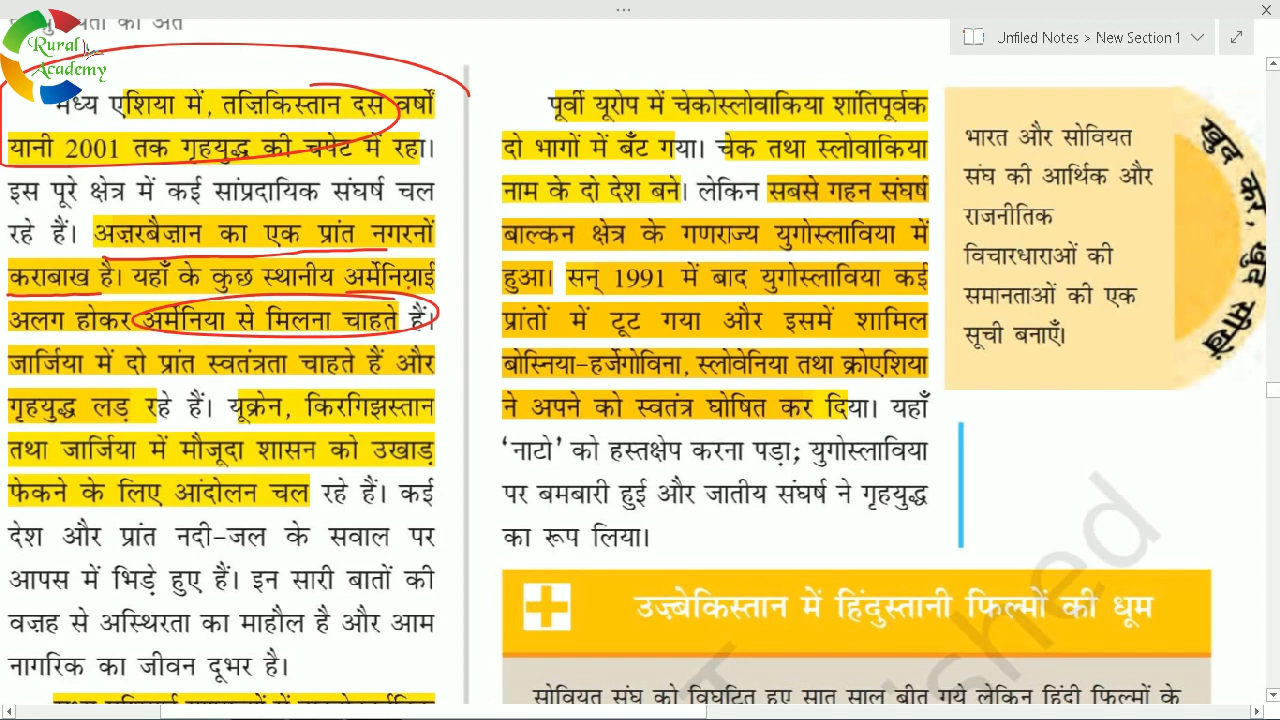 Unfiled Notes > New Section 1
Rural
Academy
मध्य एशिया में, तज़िकिस्तान दस वर्षों
यानी 2001 तक गृहयुद्ध की चपेट में रहा।
इस पूरे क्षेत्र में कई सांप्रदायिक संघर्ष चल
रहे हैं। अज़रबैज़ान का एक प्रांत नगरनों
कराबाख है। यहाँ के कुछ स्थानीय अर्मेनियाई
अलग होकर अर्मेनिया से मिलना चाहते हैं।
जार्जिया में दो प्रांत स्वतंत्रता चाहते हैं और
गृहयुद्ध लड़ रहे हैं। यूक्रेन, किरगिझस्तान
तथा जार्जिया में मौजूदा शासन को उखाड़
फेकने के लिए आंदोलन चल रहे हैं। कई
देश और प्रांत नदी-जल के सवाल पर
आपस में भिड़े हुए हैं। इन सारी बातों की
वज़ह से अस्थिरता का माहौल है और आम
नागरिक का जीवन दूभर है।
पूर्वी यूरोप में चेकोस्लोवाकिया शांतिपूर्वक
दो भागों में बँट गया। चेक तथा स्लोवाकिया
नाम के दो देश बने। लेकिन सबसे गहन संघर्ष
बाल्कन क्षेत्र के गणराज्य युगोस्लाविया में
हुआ। सन् 1991 में बाद युगोस्लाविया कई
प्रांतों में टूट गया और इसमें शामिल
बोस्निया-हर्जेगोविना, स्लोवेनिया तथा क्रोएशिया
ने अपने को स्वतंत्र घोषित कर दिया। यहाँ
‘नाटो’ को हस्तक्षेप करना पड़ा; युगोस्लाविया
पर बमबारी हुई और जातीय संघर्ष ने गृहयुद्ध
का रूप लिया।
उज़्बेकिस्तान में हिंदुस्तानी फिल्मों की धूम
सोवियत संघ को विघटित हुए सात साल बीत गये लेकिन हिंदी फिल्मों के
भारत और सोवियत
संघ की आर्थिक और
राजनीतिक
विचारधाराओं की
समानताओं की एक
सूची बनाएँ।
खुद करें, खुद सीखें